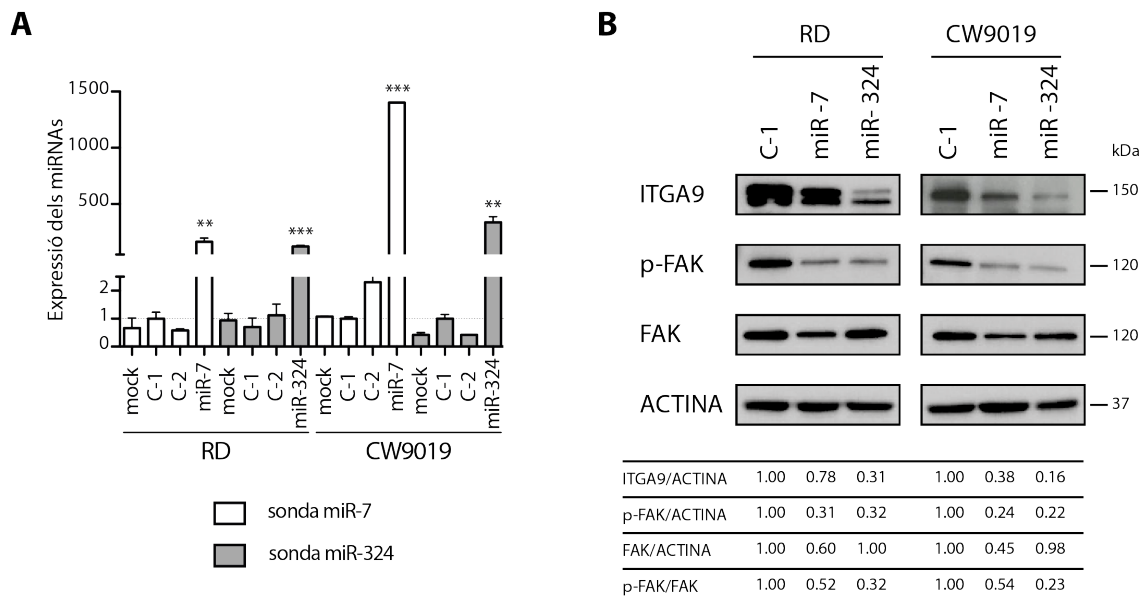 A
Expressió dels miRNAs
1500
1000
500
2
1
0
***
**
***
**
mock
C-1
C-2
miR-7
mock
C-1
C-2
miR-324
mock
C-1
C-2
miR-7
mock
C-1
C-2
miR-324
RD CW9019
sonda miR-7
sonda miR-324
B
RD CW9019
C-1 miR-7 miR-324 C-1 miR-7 miR-324
kDa
ITGA9 150
p-FAK 120
FAK 120
ACTINA 37
ITGA9/ACTINA 1.00 0.78 0.31 1.00 0.38 0.16
p-FAK/ACTINA 1.00 0.31 0.32 1.00 0.24 0.22
FAK/ACTINA 1.00 0.60 1.00 1.00 0.45 0.98
p-FAK/FAK 1.00 0.52 0.32 1.00 0.54 0.23